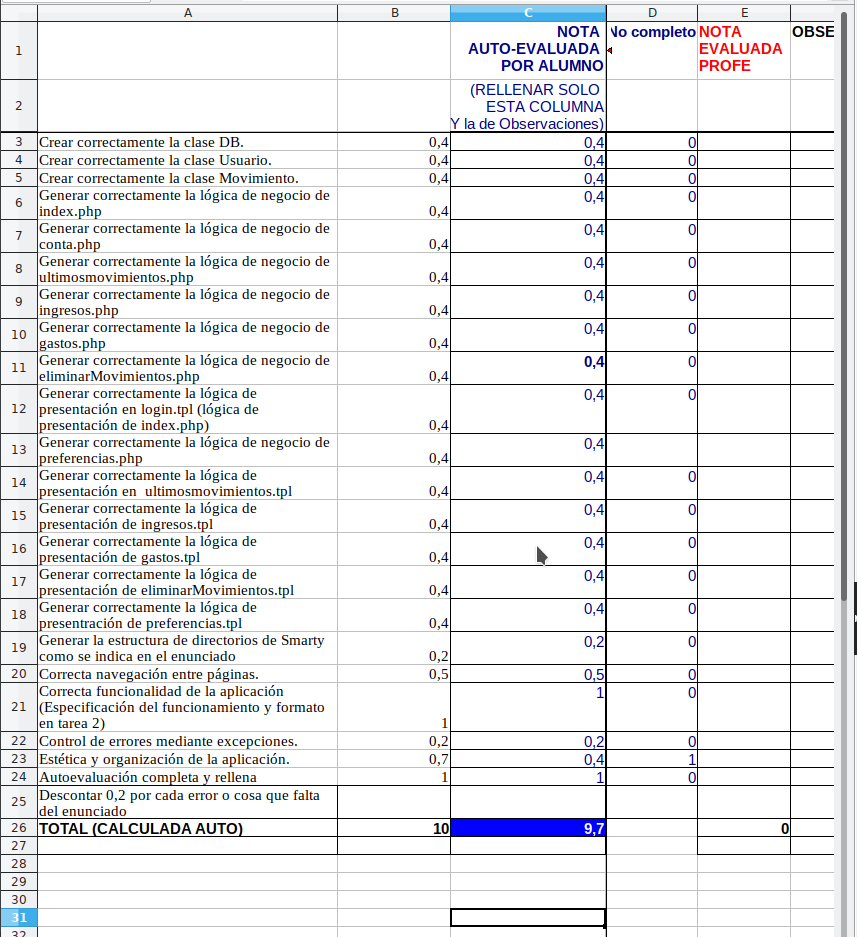 A B C D E
1 NOTA No completo NOTA OBSE
AUTO-EVALUADA EVALUADA
POR ALUMNO PROFE
2 (RELLENAR SOLO
ESTA COLUMNA
Y la de Observaciones)
3 Crear correctamente la clase DB. 0,4 0,4 0
4 Crear correctamente la clase Usuario. 0,4 0,4 0
5 Crear correctamente la clase Movimiento. 0,4 0,4 0
6 Generar correctamente la lógica de negocio de 0,4 0
index.php 0,4
7 Generar correctamente la lógica de negocio de 0,4 0
conta.php 0,4
8 Generar correctamente la lógica de negocio de 0,4 0
ultimosmovimientos.php 0,4
9 Generar correctamente la lógica de negocio de 0,4 0
ingresos.php 0,4
10 Generar correctamente la lógica de negocio de 0,4 0
gastos.php 0,4
11 Generar correctamente la lógica de negocio de 0,4 0
eliminarMovimientos.php 0,4
12 Generar correctamente la lógica de 0,4 0
presentación en login.tpl (lógica de
presentación de index.php) 0,4
13 Generar correctamente la lógica de negocio de 0,4
preferencias.php 0,4
14 Generar correctamente la lógica de 0,4 0
presentación en ultimosmovimientos.tpl 0,4
15 Generar correctamente la lógica de 0,4 0
presentación de ingresos.tpl 0,4
16 Generar correctamente la lógica de 0,4 0
presentación de gastos.tpl 0,4
17 Generar correctamente la lógica de 0,4 0
presentación de eliminarMovimientos.tpl 0,4
18 Generar correctamente la lógica de 0,4 0
presentración de preferencias.tpl 0,4
19 Generar la estructura de directorios de Smarty 0,2 0
como se indica en el enunciado 0,2
20 Correcta navegación entre páginas. 0,5 0,5 0
21 Correcta funcionalidad de la aplicación 1 0
(Especificación del funcionamiento y formato
en tarea 2) 1
22 Control de errores mediante excepciones. 0,2 0,2 0
23 Estética y organización de la aplicación. 0,7 0,4 1
24 Autoevaluación completa y rellena 1 1 0
25 Descontar 0,2 por cada error o cosa que falta
del enunciado
26 TOTAL (CALCULADA AUTO) 10 9,7 0
27
28
29
30
31
32